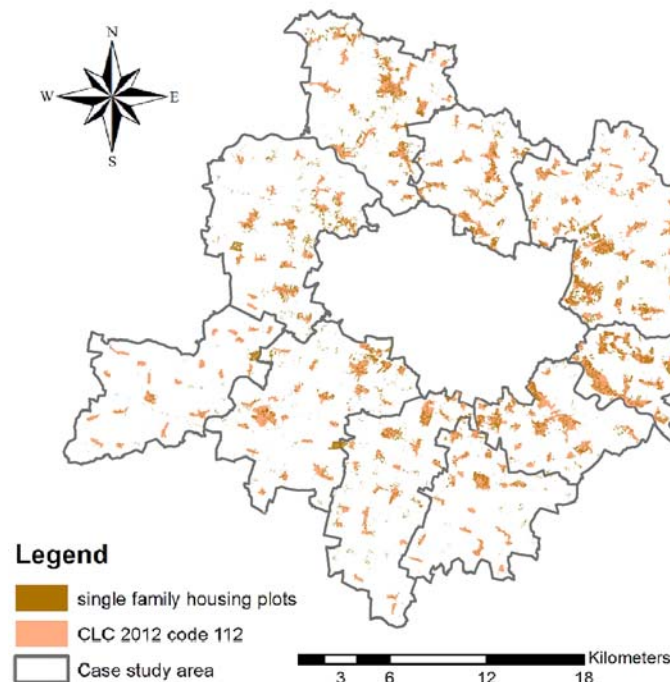 N
W E
S
Legend
single family housing plots
CLC 2012 code 112
Case study area
Kilometers
3 6 12 18